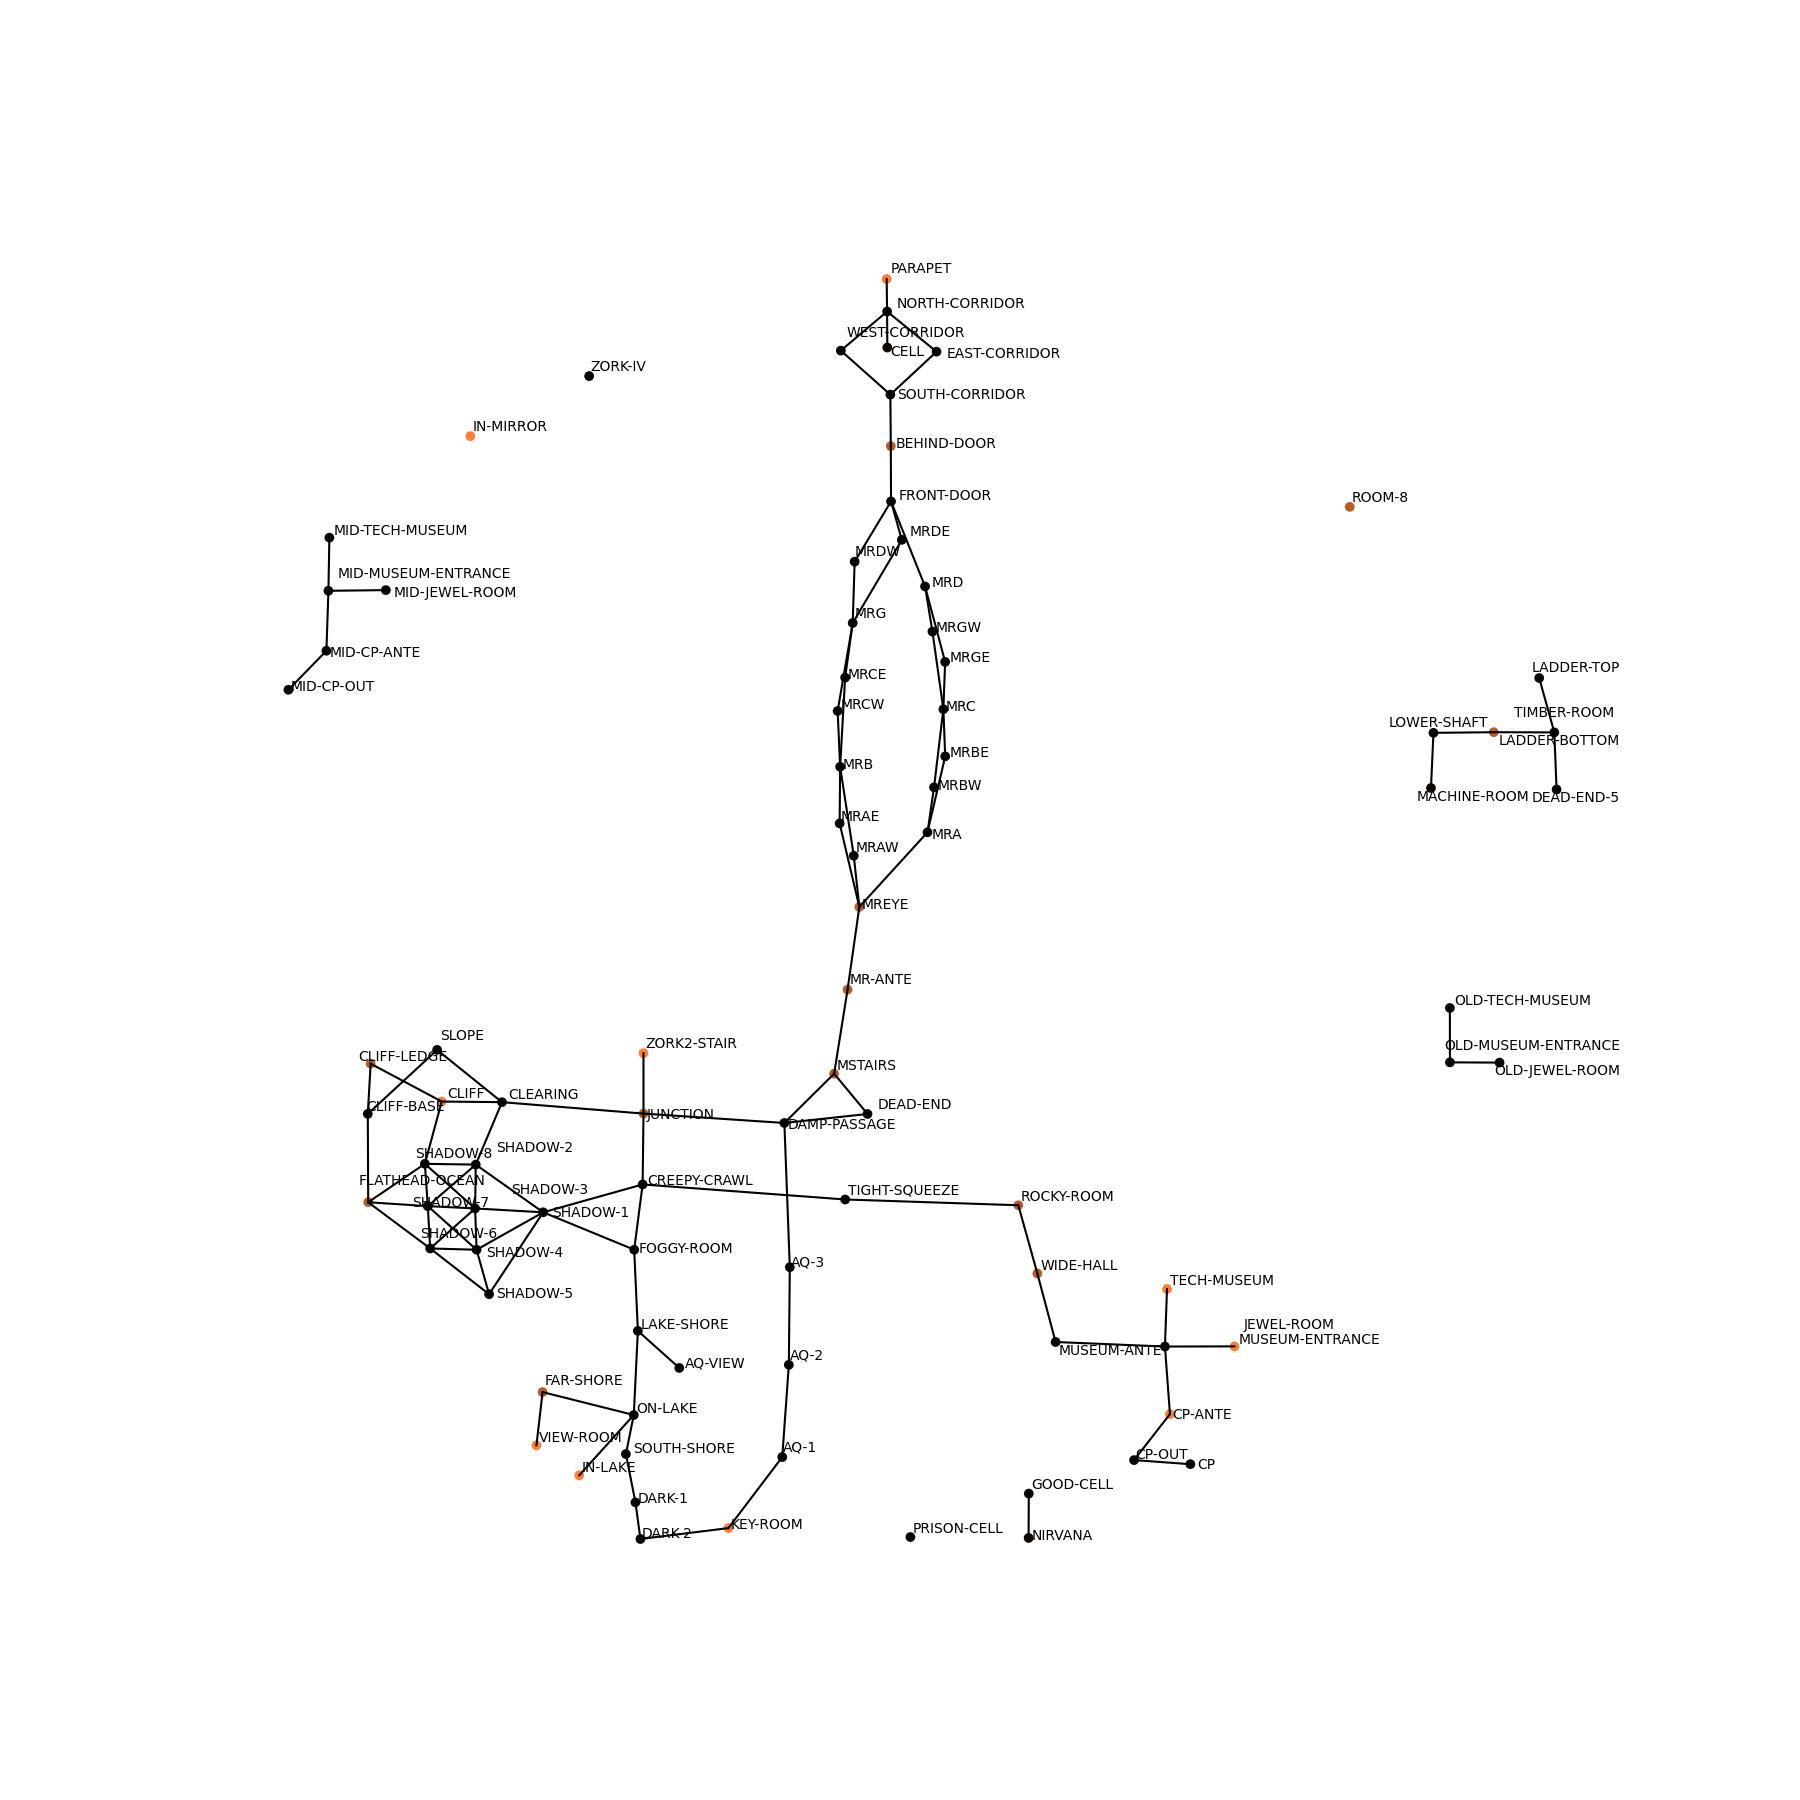 PARAPET
NORTH-CORRIDOR
WEST-CORRIDOR
CELL
EAST-CORRIDOR
ZORK-IV
SOUTH-CORRIDOR
IN-MIRROR
BEHIND-DOOR
FRONT-DOOR
ROOM-8
MID-TECH-MUSEUM
MRDE
MRDW
MID-MUSEUM-ENTRANCE
MRD
MID-JEWEL-ROOM
MRG
MRGW
MID-CP-ANTE
MRGE
LADDER-TOP
MRCE
MID-CP-OUT
MRCW
MRC
TIMBER-ROOM
LOWER-SHAFT
LADDER-BOTTOM
MRBE
MRB
MRBW
MACHINE-ROOM
DEAD-END-5
MRAE
MRA
MRAW
MREYE
MR-ANTE
OLD-TECH-MUSEUM
SLOPE
ZORK2-STAIR
OLD-MUSEUM-ENTRANCE
CLIFF-LEDGE
MSTAIRS
OLD-JEWEL-ROOM
CLIFF
CLEARING
CLIFF-BASE
DEAD-END
JUNCTION
DAMP-PASSAGE
SHADOW-2
SHADOW-8
FLATHEAD-OCEAN
CREEPY-CRAWL
SHADOW-3
TIGHT-SQUEEZE
ROCKY-ROOM
SHADOW-7
SHADOW-1
SHADOW-6
FOGGY-ROOM
SHADOW-4
AQ-3
WIDE-HALL
TECH-MUSEUM
SHADOW-5
LAKE-SHORE
JEWEL-ROOM
MUSEUM-ENTRANCE
MUSEUM-ANTE
AQ-2
AQ-VIEW
FAR-SHORE
ON-LAKE
CP-ANTE
VIEW-ROOM
SOUTH-SHORE
AQ-1
CP-OUT
CP
IN-LAKE
GOOD-CELL
DARK-1
KEY-ROOM
PRISON-CELL
DARK-2
NIRVANA